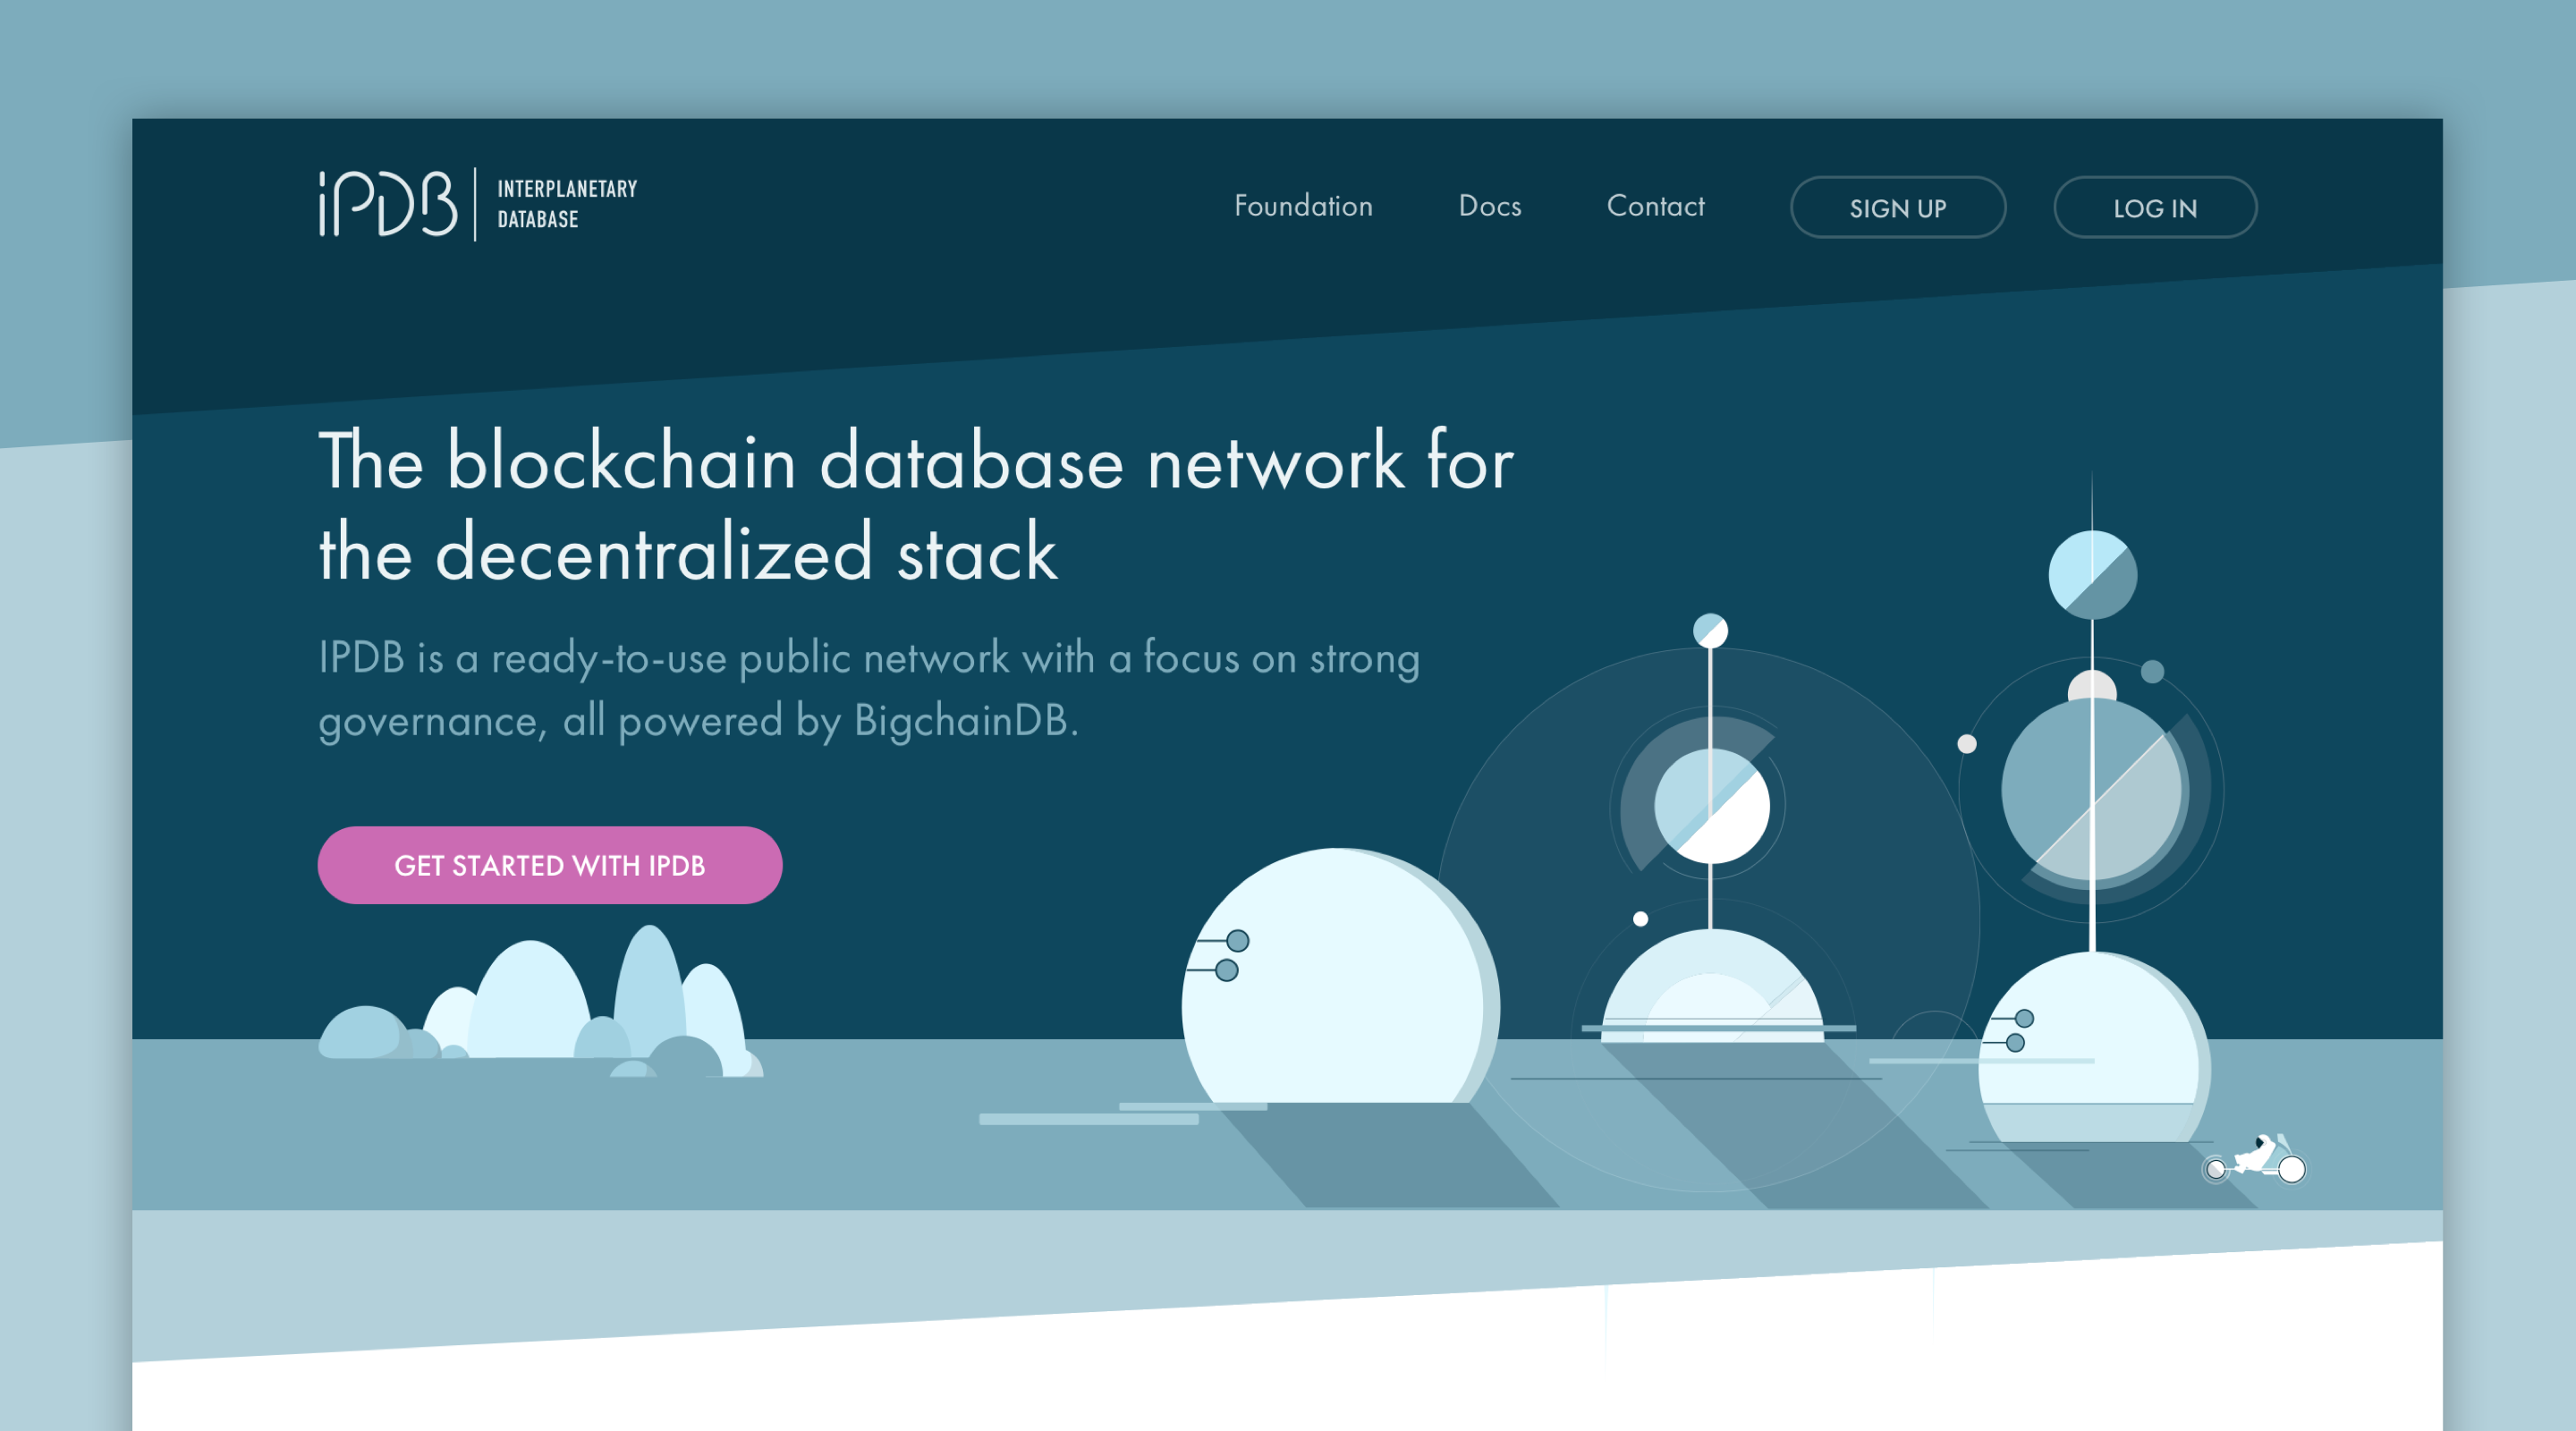 iPDB
INTERPLANETARY
DATABASE
Foundation
Docs
Contact
SIGN UP
LOG IN
The blockchain database network for
the decentralized stack
IPDB is a ready-to-use public network with a focus on strong
governance, all powered by BigchainDB.
GET STARTED WITH IPDB